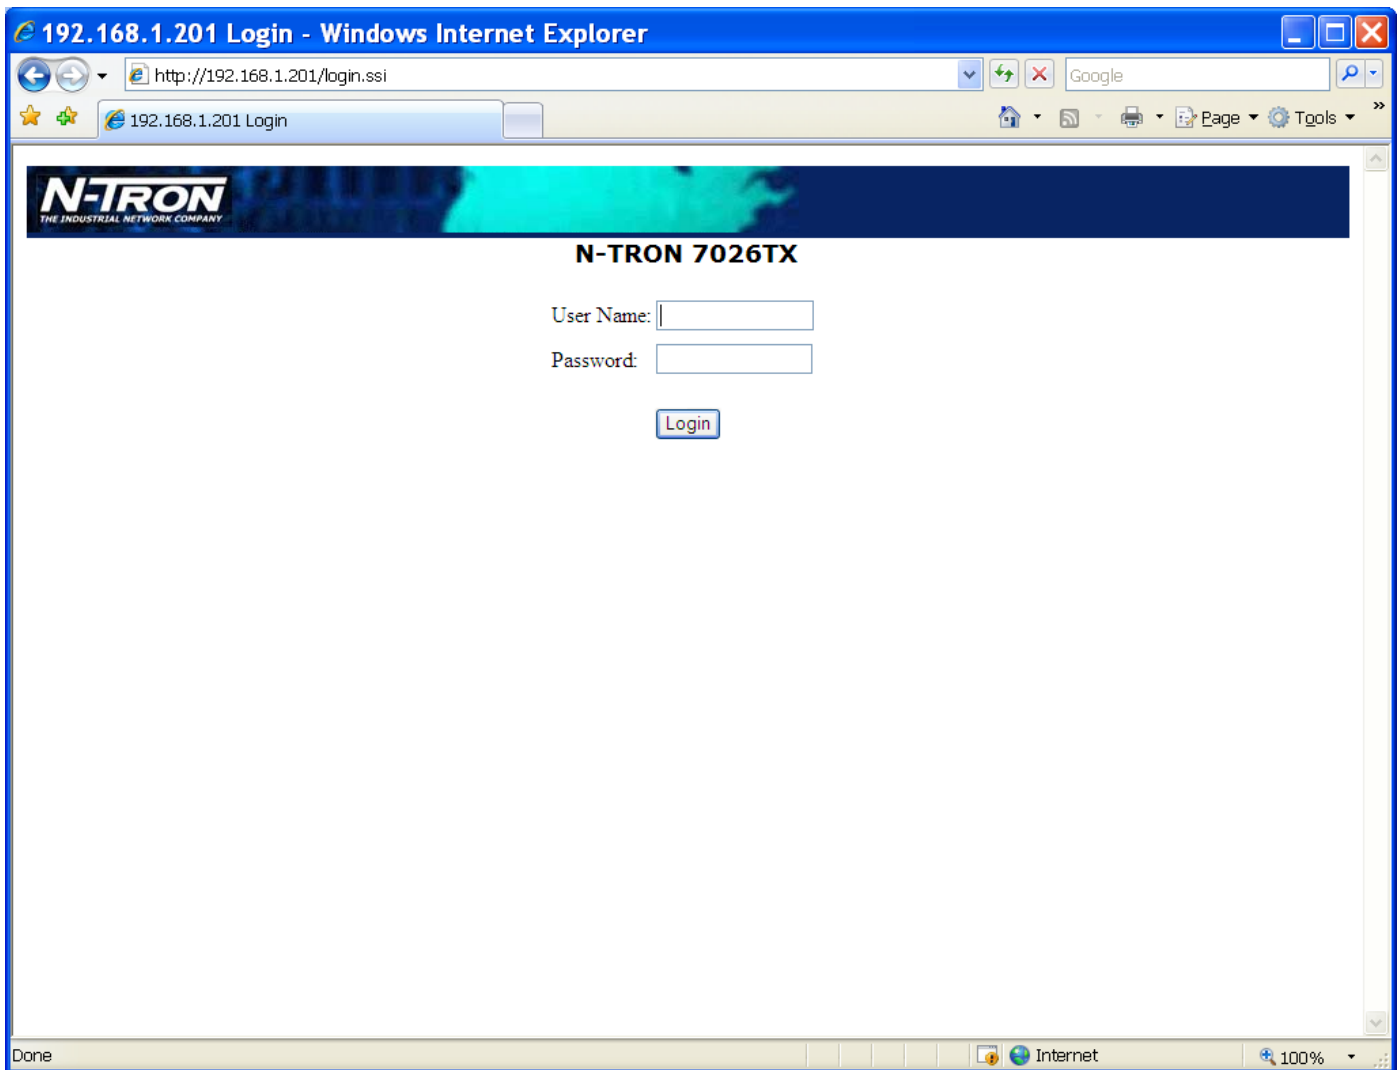 192.168.1.201 Login - Windows Internet Explorer
http://192.168.1.201/login.ssi
Google
192.168.1.201 Login
Page
Tools
»
N-TRON
THE INDUSTRIAL NETWORK COMPANY
N-TRON 7026TX
User Name:
Password:
Login
Done
Internet
100%